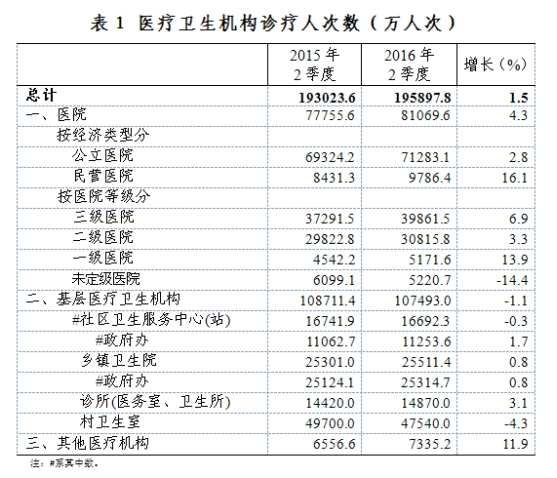 表 1 医疗卫生机构诊疗人次数（万人次）
2015 年 2 季度 2016 年 2 季度 增长（%）
总计 193023.6 195897.8 1.5
一、医院 77755.6 81069.6 4.3
按经济类型分
公立医院 69324.2 71283.1 2.8
民营医院 8431.3 9786.4 16.1
按医院等级分
三级医院 37291.5 39861.5 6.9
二级医院 29822.8 30815.8 3.3
一级医院 4542.2 5171.6 13.9
未定级医院 6099.1 5220.7 -14.4
二、基层医疗卫生机构 108711.4 107493.0 -1.1
#社区卫生服务中心(站) 16741.9 16692.3 -0.3
#政府办 11062.7 11253.6 1.7
乡镇卫生院 25301.0 25511.4 0.8
#政府办 25124.1 25314.7 0.8
诊所(医务室、卫生所) 14420.0 14870.0 3.1
村卫生室 49700.0 47540.0 -4.3
三、其他医疗机构 6556.6 7335.2 11.9
注：#系其中数。